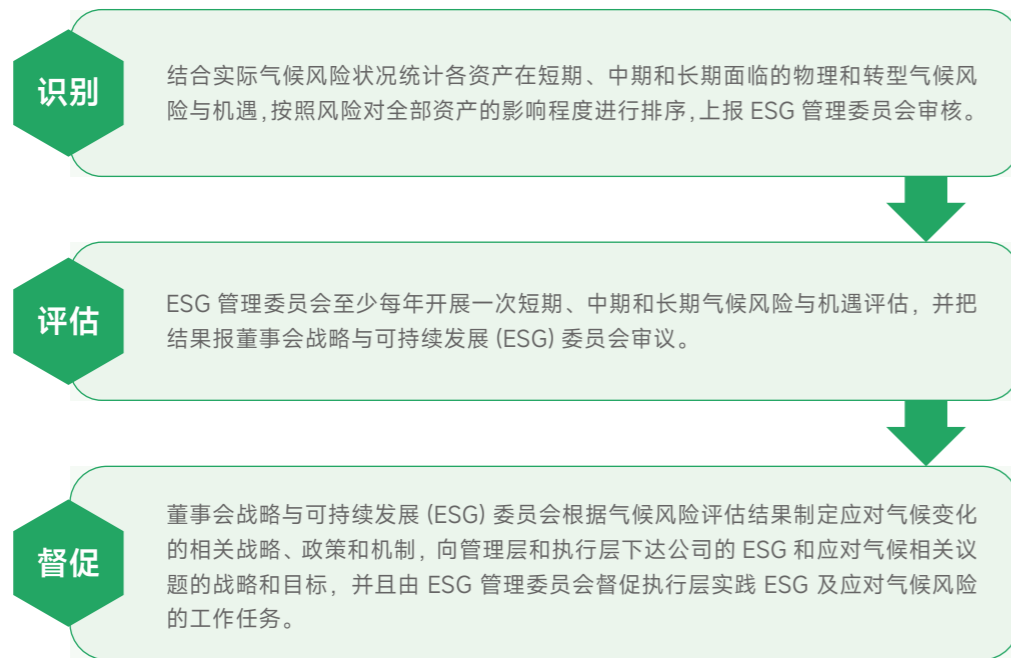 识别
结合实际气候风险状况统计各资产在短期、中期和长期面临的物理和转型气候风
险与机遇,按照风险对全部资产的影响程度进行排序,上报 ESG 管理委员会审核。
评估
ESG 管理委员会至少每年开展一次短期、中期和长期气候风险与机遇评估，并把
结果报董事会战略与可持续发展 (ESG) 委员会审议。
督促
董事会战略与可持续发展 (ESG) 委员会根据气候风险评估结果制定应对气候变化
的相关战略、政策和机制，向管理层和执行层下达公司的 ESG 和应对气候相关议
题的战略和目标，并且由 ESG 管理委员会督促执行层实践 ESG 及应对气候风险
的工作任务。